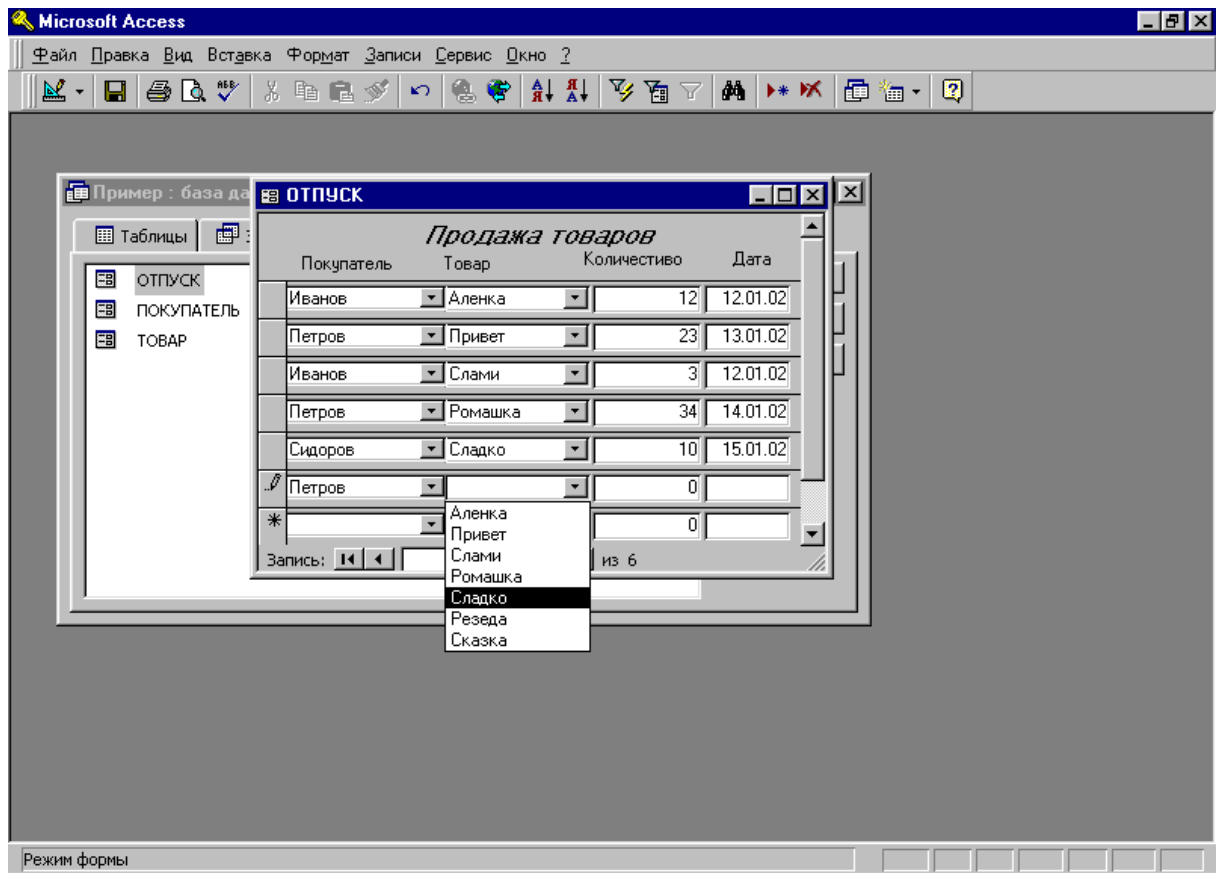 Microsoft Access
Файл Правка Вид Вставка Формат Записи Сервис Окно ?
Пример : база да
ОТПУСК
Таблицы
Продажа товаров
Покупатель Товар Количестиво Дата
ОТПУСК
ПОКУПАТЕЛЬ
ТОВАР
Иванов Аленка 12 12.01.02
Петров Привет 23 13.01.02
Иванов Слами 3 12.01.02
Петров Ромашка 34 14.01.02
Сидоров Сладко 10 15.01.02
Петров 0
0
Аленка
Привет
Слами
Ромашка
Сладко
Резеда
Сказка
Запись: из 6
Режим формы